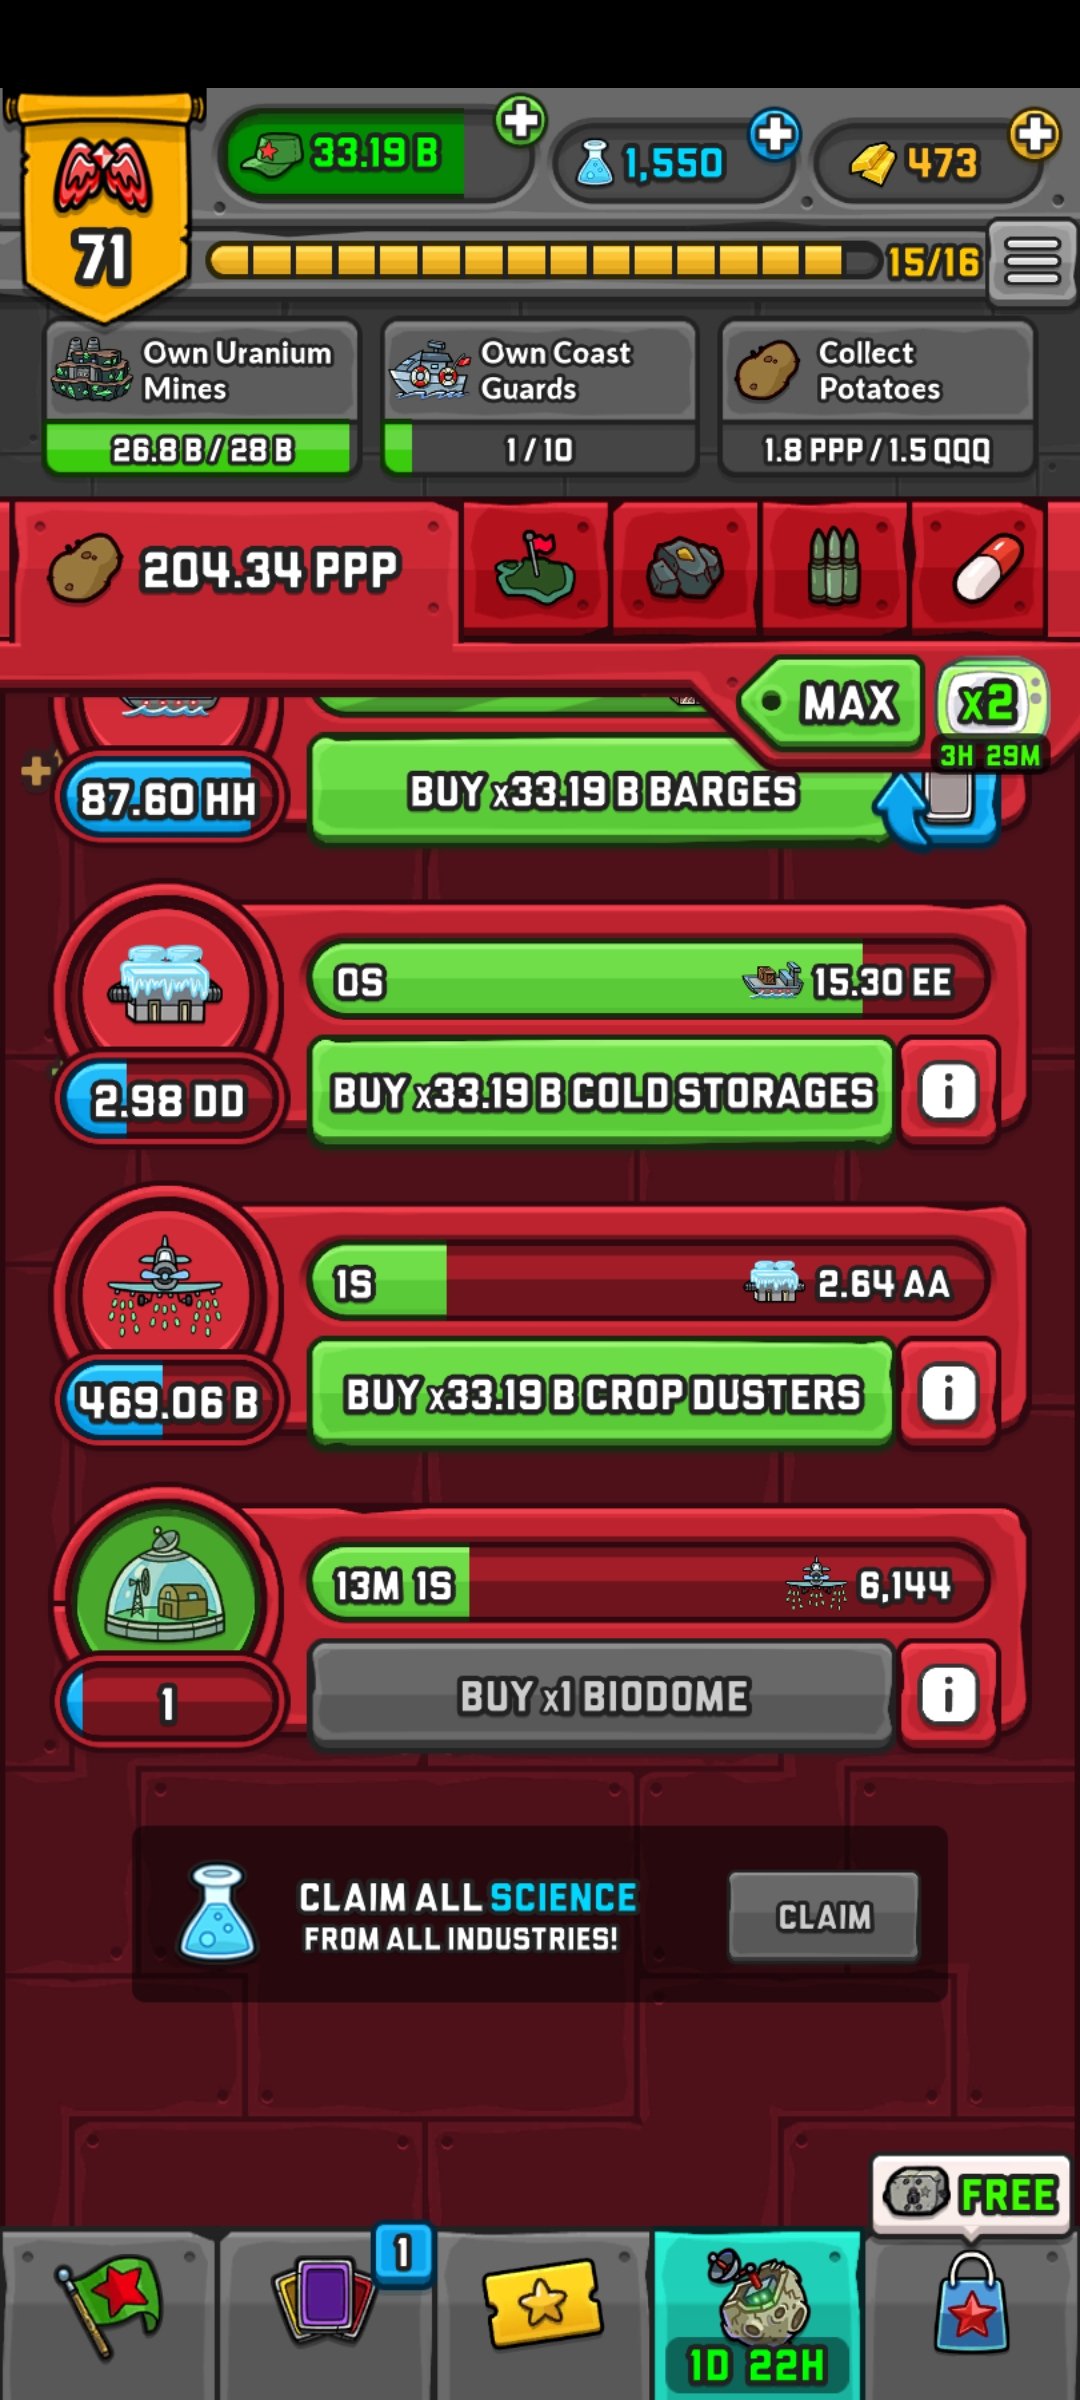 33.19 B
1,550
473
71
15/16
Own Uranium
Mines
26.8 B / 28 B
Own Coast
Guards
1 / 10
Collect
Potatoes
1.8 PPP / 1.5 QQQ
204.34 PPP
MAX
x2
3H 29M
87.60 HH
BUY x33.19 B BARGES
0S
15.30 EE
2.98 DD
BUY x33.19 B COLD STORAGES
i
1S
2.64 AA
469.06 B
BUY x33.19 B CROP DUSTERS
i
13M 1S
6,144
1
BUY x1 BIODOME
i
CLAIM ALL SCIENCE
FROM ALL INDUSTRIES!
CLAIM
FREE
1
1D 22H